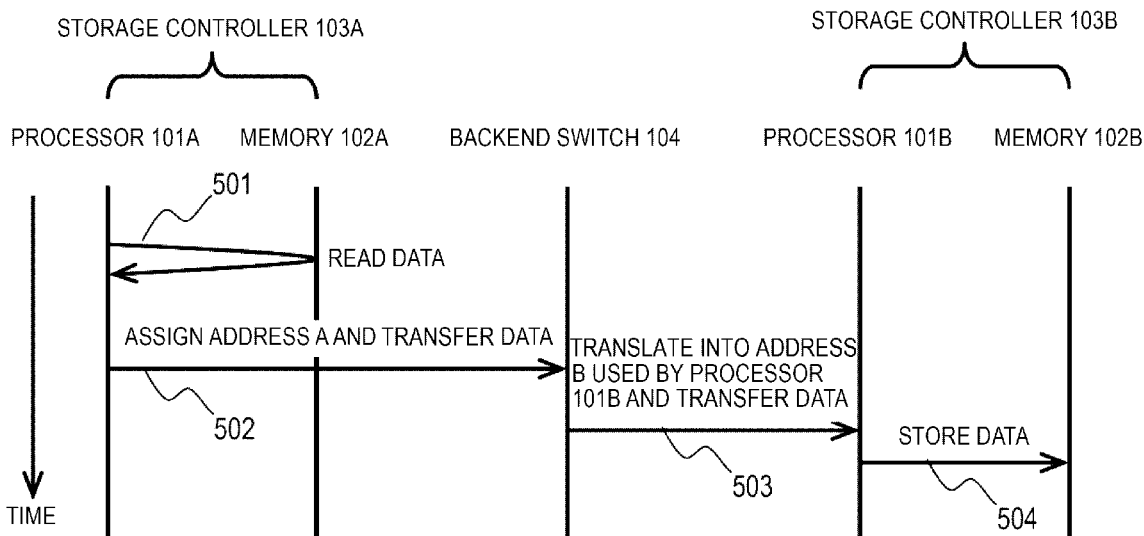 STORAGE CONTROLLER 103A
STORAGE CONTROLLER 103B
PROCESSOR 101A
MEMORY 102A
BACKEND SWITCH 104
PROCESSOR 101B
MEMORY 102B
501
READ DATA
ASSIGN ADDRESS A AND TRANSFER DATA
502
TRANSLATE INTO ADDRESS
B USED BY PROCESSOR
101B AND TRANSFER DATA
503
STORE DATA
504
TIME